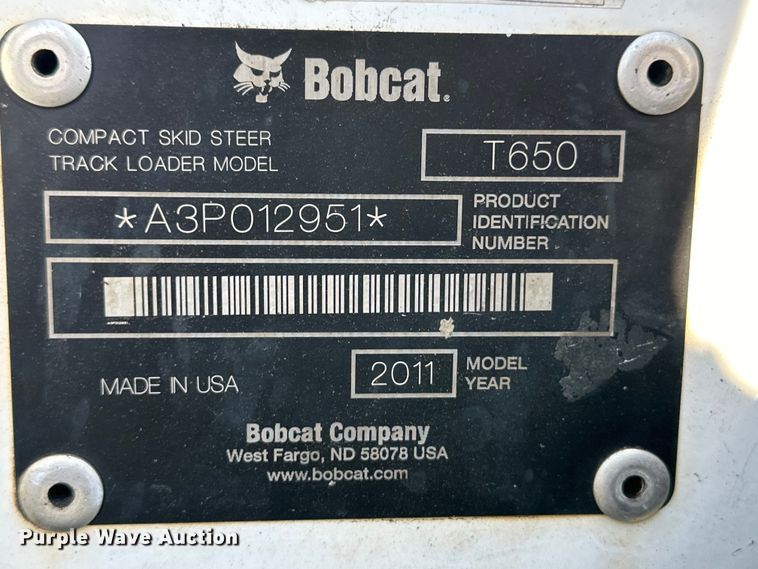 Bobcat.
COMPACT SKID STEER
TRACK LOADER MODEL
T650
*A3P012951*
PRODUCT
IDENTIFICATION
NUMBER
MADE IN USA
2011
MODEL
YEAR
Bobcat Company
West Fargo, ND 58078 USA
www.bobcat.com
Purple Wave Auction